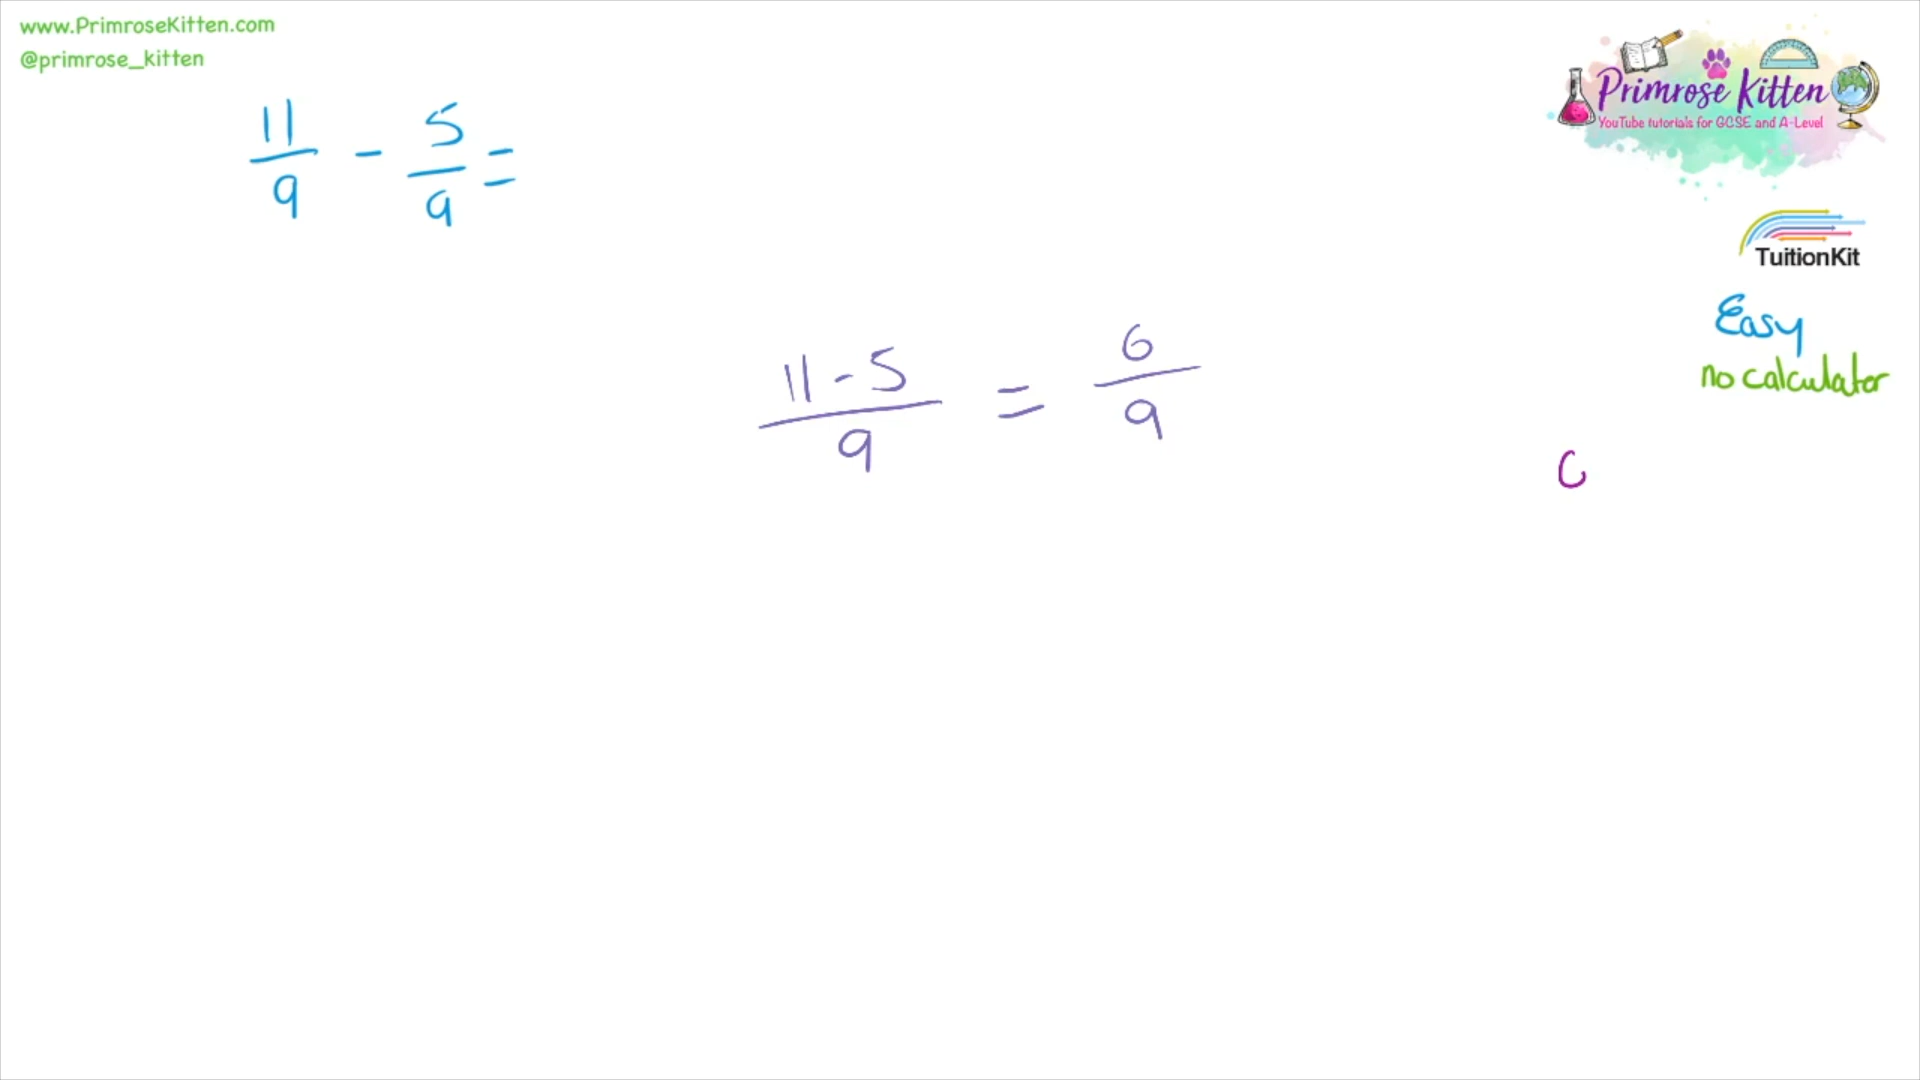 www.PrimroseKitten.com
@primrose_kitten
11/9 - 5/9 =
Primrose Kitten
YouTube tutorials for GCSE and A-Level
TuitionKit
Easy
no calculator
11-5/9 = 6/9